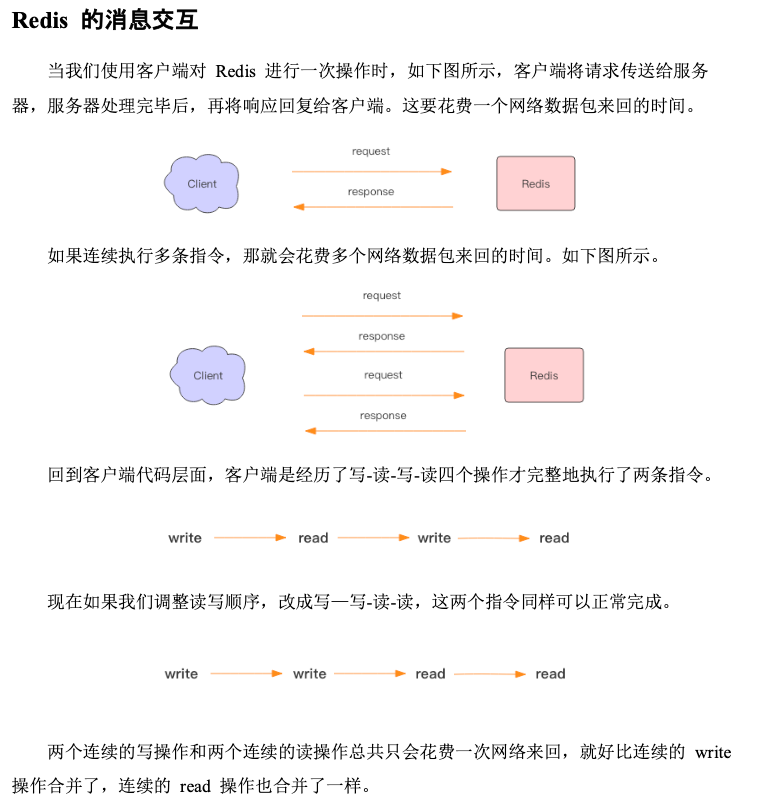 Redis 的消息交互
当我们使用客户端对 Redis 进行一次操作时，如下图所示，客户端将请求传送给服务
器，服务器处理完毕后，再将响应回复给客户端。这要花费一个网络数据包来回的时间。
request
Client
response
Redis
如果连续执行多条指令，那就会花费多个网络数据包来回的时间。如下图所示。
request
response
Client
request
Redis
response
回到客户端代码层面，客户端是经历了写-读-写-读四个操作才完整地执行了两条指令。
write read write read
现在如果我们调整读写顺序，改成写—写-读-读，这两个指令同样可以正常完成。
write write read read
两个连续的写操作和两个连续的读操作总共只会花费一次网络来回，就好比连续的 write
操作合并了，连续的 read 操作也合并了一样。